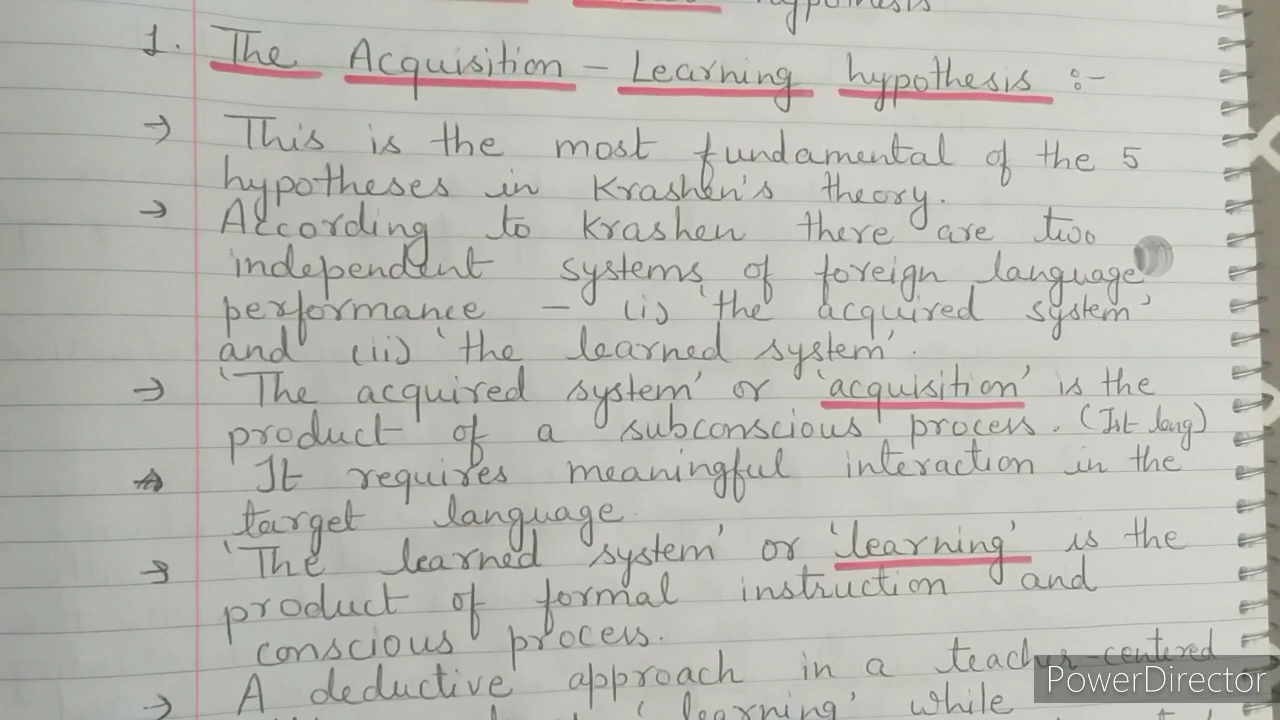 hypothesis
1. The Acquisition - Learning hypothesis :-
→ This is the most fundamental of the 5
hypotheses in Krashen's theory.
→ According to Krashen there are two
independent systems of foreign language
performance - (i) 'the acquired system'
and (ii) 'the learned system'.
→ 'The acquired system' or 'acquisition' is the
product of a subconscious process. (Ist lang)
→ It requires meaningful interaction in the
target language.
→ 'The learned system' or 'learning' is the
product of formal instruction and
conscious process.
→ A deductive approach in a teacher-centered
'learning' while
PowerDirector